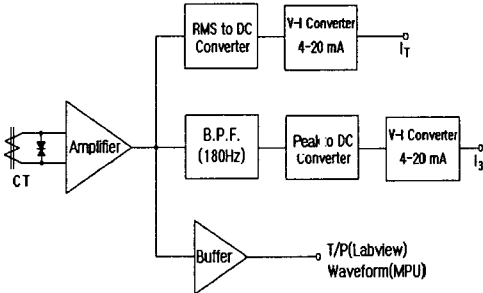 RMS to DC
Converter
V-I Converter
4-20 mA
I_T
CT
Amplifier
B.P.F.
(180Hz)
Peak to DC
Converter
V-I Converter
4-20 mA
I_3
Buffer
T/P(Labview)
Waveform(MPU)